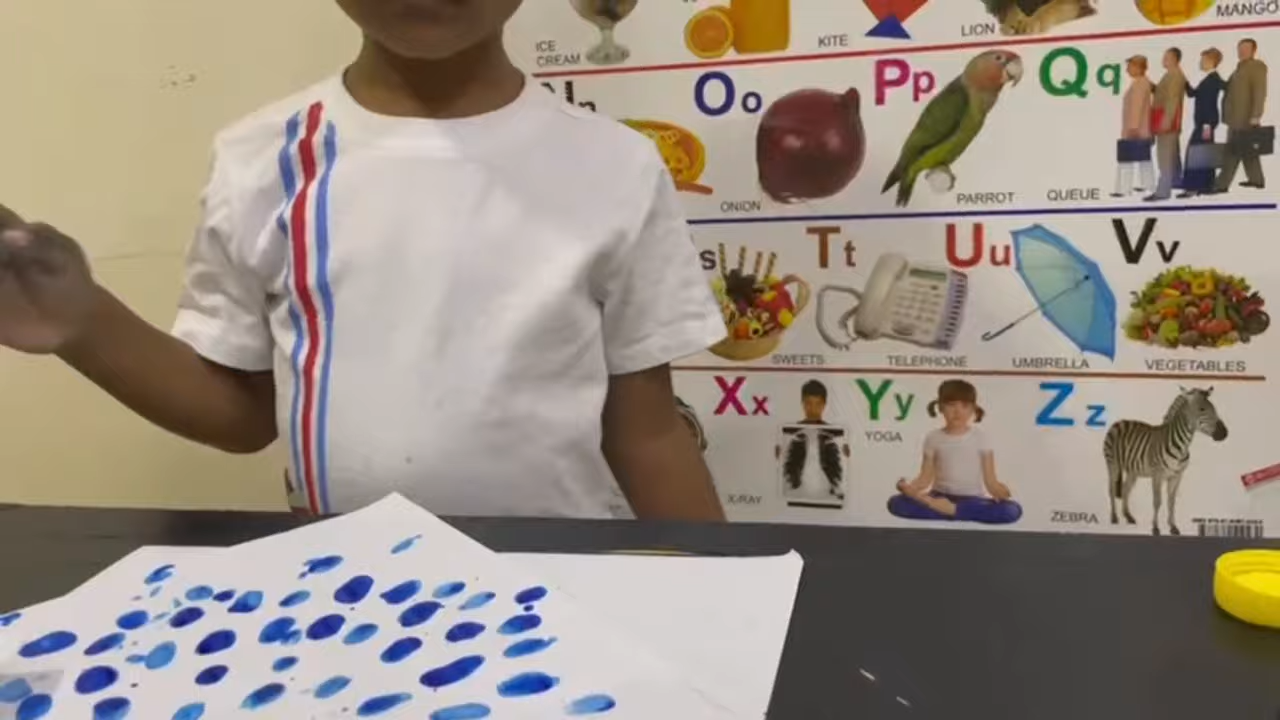 ICE
CREAM
KITE
LION
MANGO
Nn
Oo
Pp
Qq
ONION
PARROT
QUEUE
s
Tt
Uu
Vv
SWEETS
TELEPHONE
UMBRELLA
VEGETABLES
Xx
Yy
Zz
YOGA
X-RAY
ZEBRA